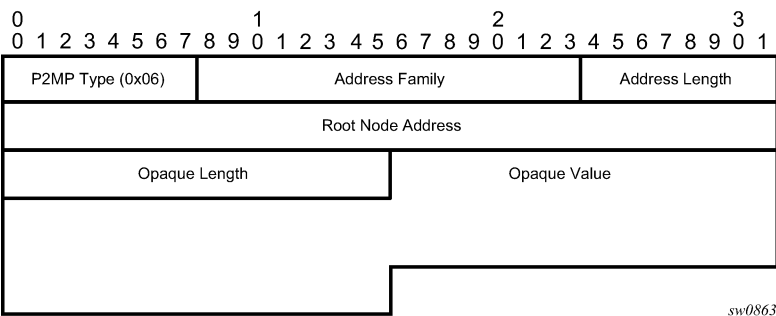 0 1 2 3
0 1 2 3 4 5 6 7 8 9 0 1 2 3 4 5 6 7 8 9 0 1 2 3 4 5 6 7 8 9 0 1
P2MP Type (0x06) Address Family Address Length
Root Node Address
Opaque Length Opaque Value
sw0863